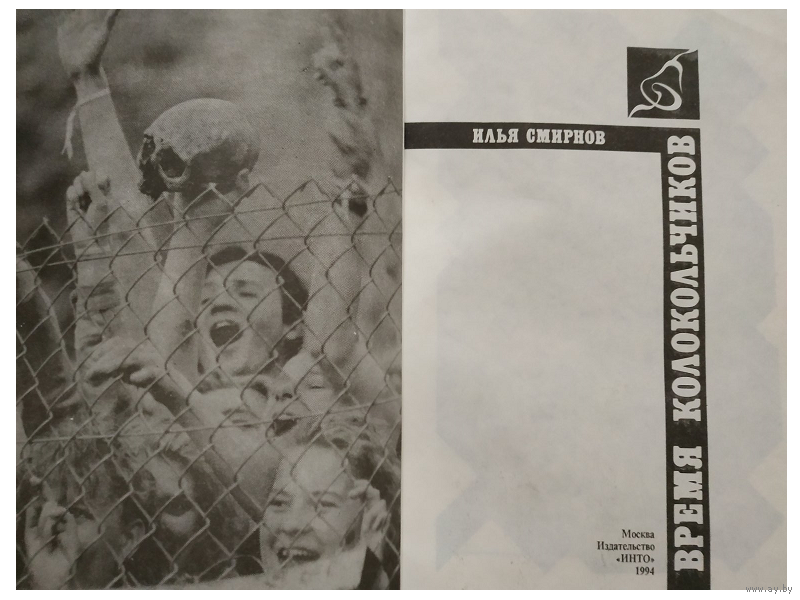 ИЛЬЯ СМИРНОВ
ВРЕМЯ КОЛОКОЛЬЧИКОВ
Москва
Издательство
«ИНТО»
1994
www.ay.by